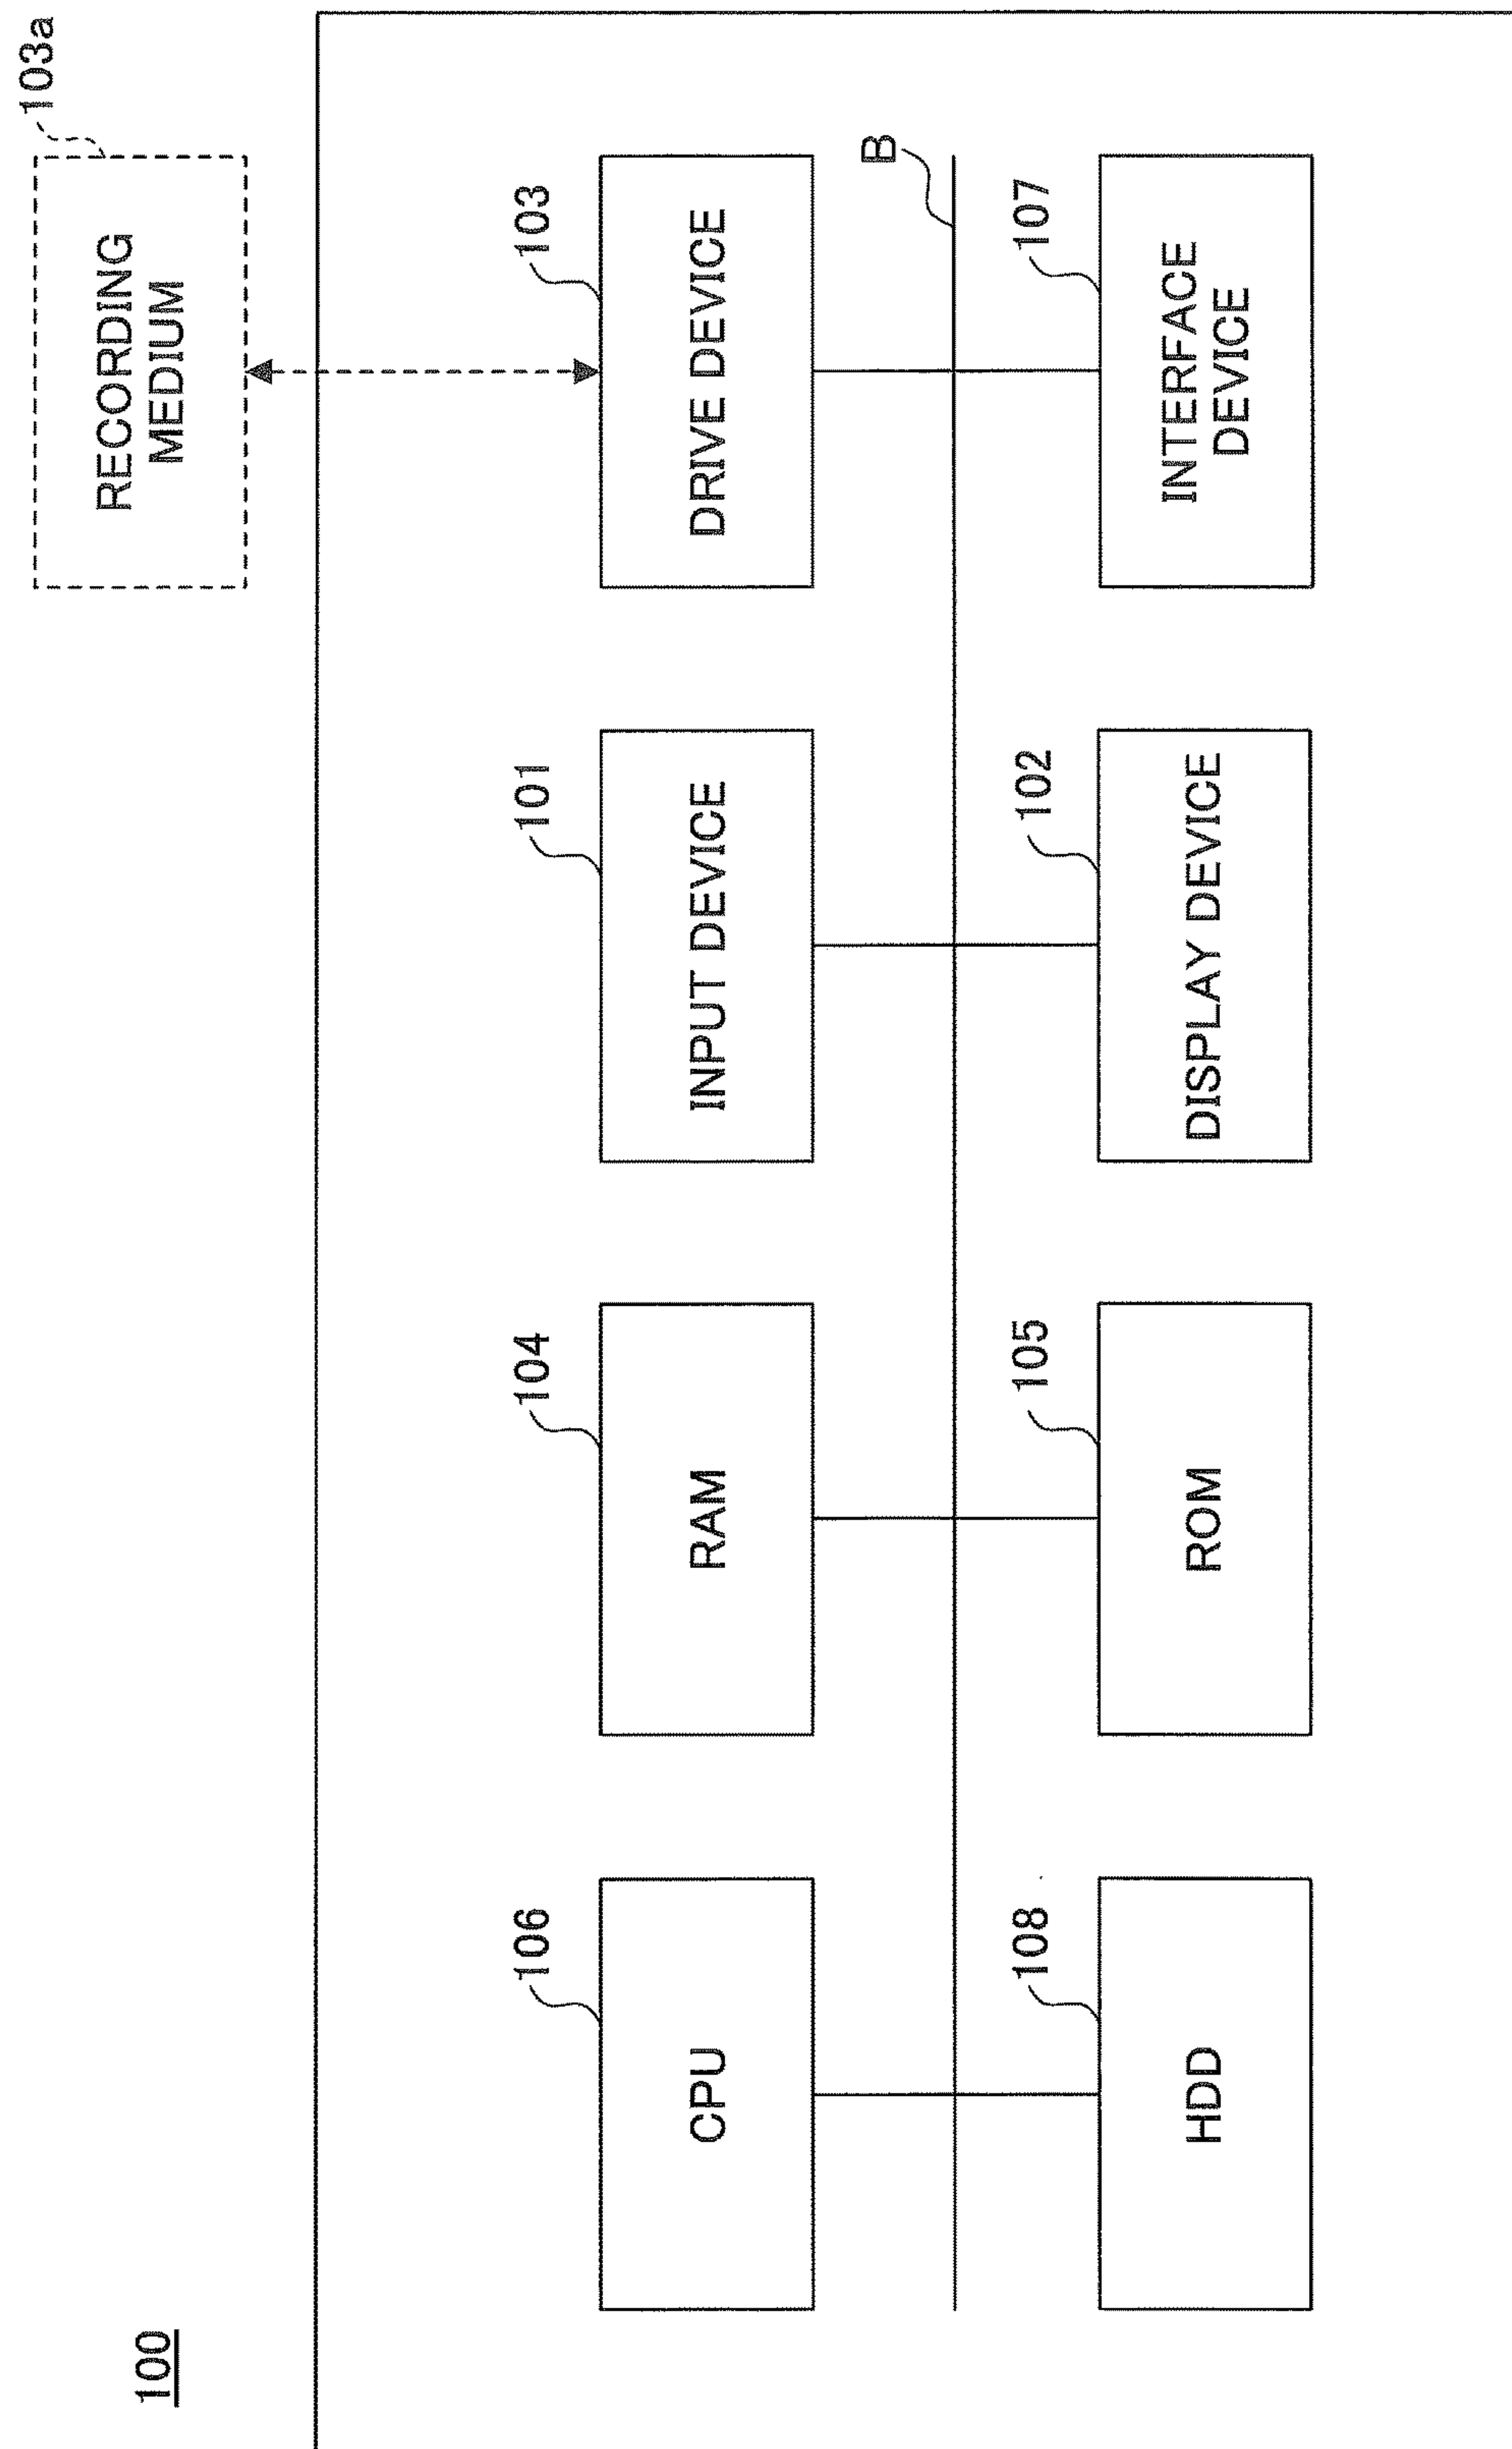 100
103a
RECORDING
MEDIUM
106
CPU
104
RAM
101
INPUT DEVICE
103
DRIVE DEVICE
B
108
HDD
105
ROM
102
DISPLAY DEVICE
107
INTERFACE
DEVICE